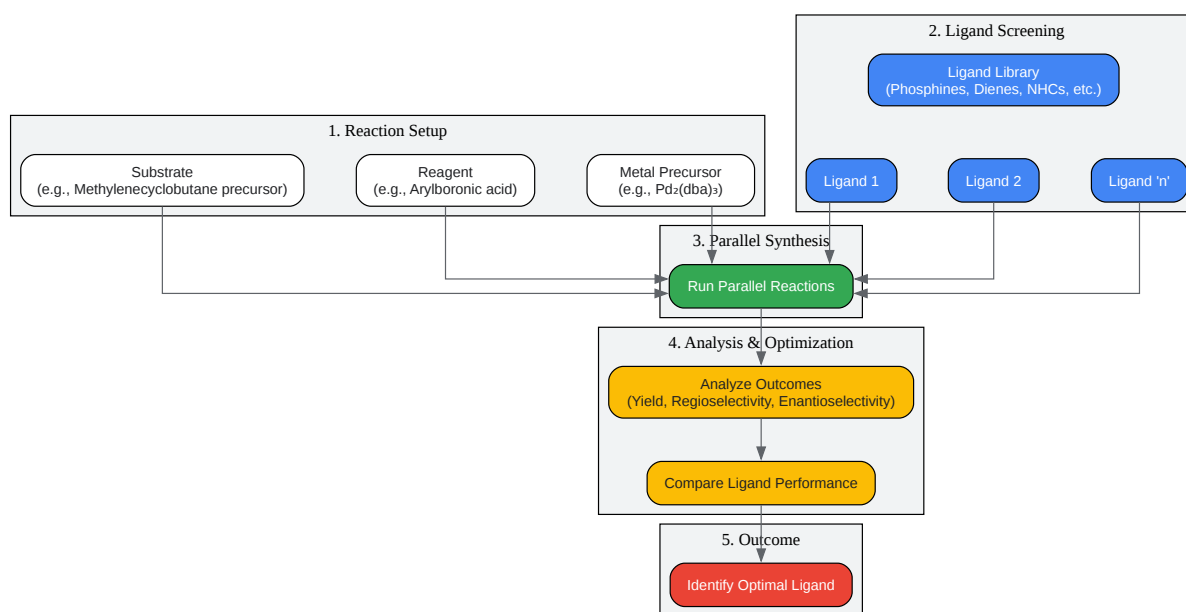 2. Ligand Screening
Ligand Library
(Phosphines, Dienes, NHCs, etc.)
1. Reaction Setup
Substrate
(e.g., Methylenecyclobutane precursor)
Reagent
(e.g., Arylboronic acid)
Metal Precursor
(e.g., Pd₂(dba)₃)
Ligand 1
Ligand 2
Ligand 'n'
3. Parallel Synthesis
Run Parallel Reactions
4. Analysis & Optimization
Analyze Outcomes
(Yield, Regioselectivity, Enantioselectivity)
Compare Ligand Performance
5. Outcome
Identify Optimal Ligand